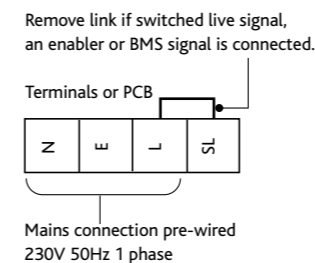 Remove link if switched live signal,
an enabler or BMS signal is connected.
Terminals or PCB
N E L SL
Mains connection pre-wired
230V 50Hz 1 phase